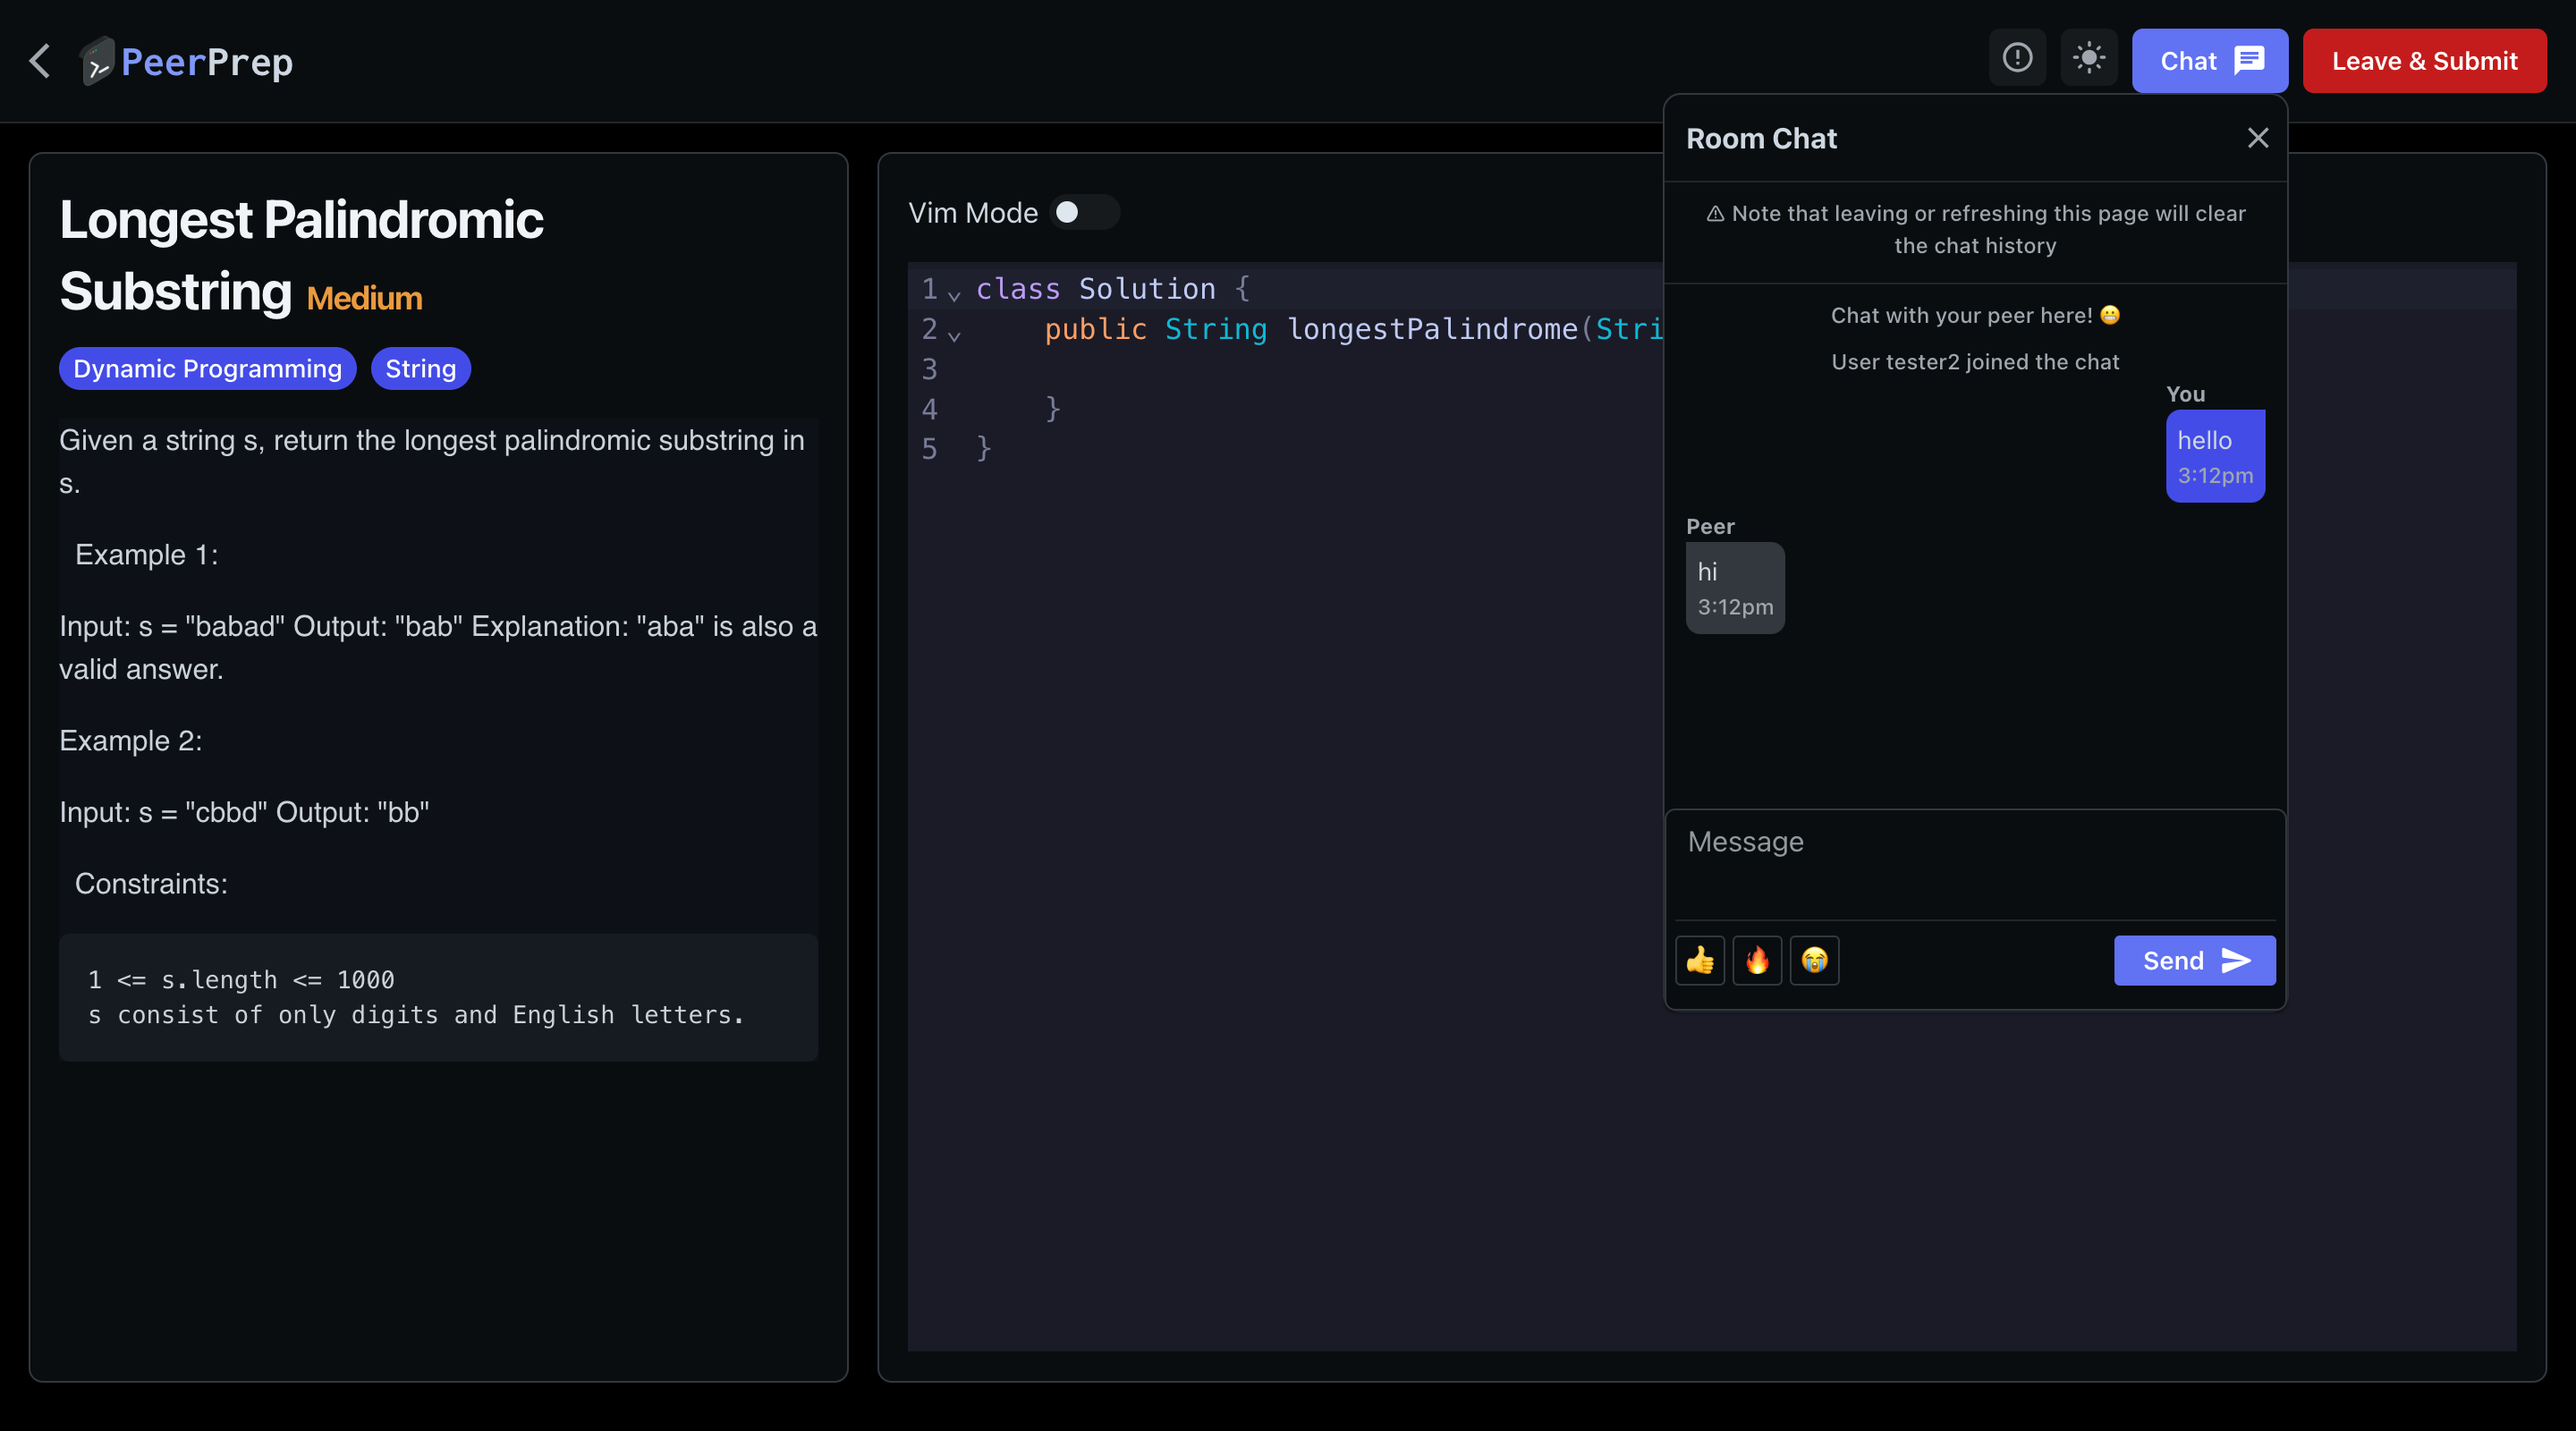 PeerPrep
Chat
Leave & Submit
Longest Palindromic
Substring Medium
Dynamic Programming String
Given a string s, return the longest palindromic substring in
s.
Example 1:
Input: s = "babad" Output: "bab" Explanation: "aba" is also a
valid answer.
Example 2:
Input: s = "cbbd" Output: "bb"
Constraints:
1 <= s.length <= 1000
s consist of only digits and English letters.
Vim Mode
1 class Solution {
2     public String longestPalindrome(Stri
3
4     }
5 }
Room Chat
⚠ Note that leaving or refreshing this page will clear
the chat history
Chat with your peer here! 😬
User tester2 joined the chat
You
hello
3:12pm
Peer
hi
3:12pm
Message
👍 🔥 😭
Send